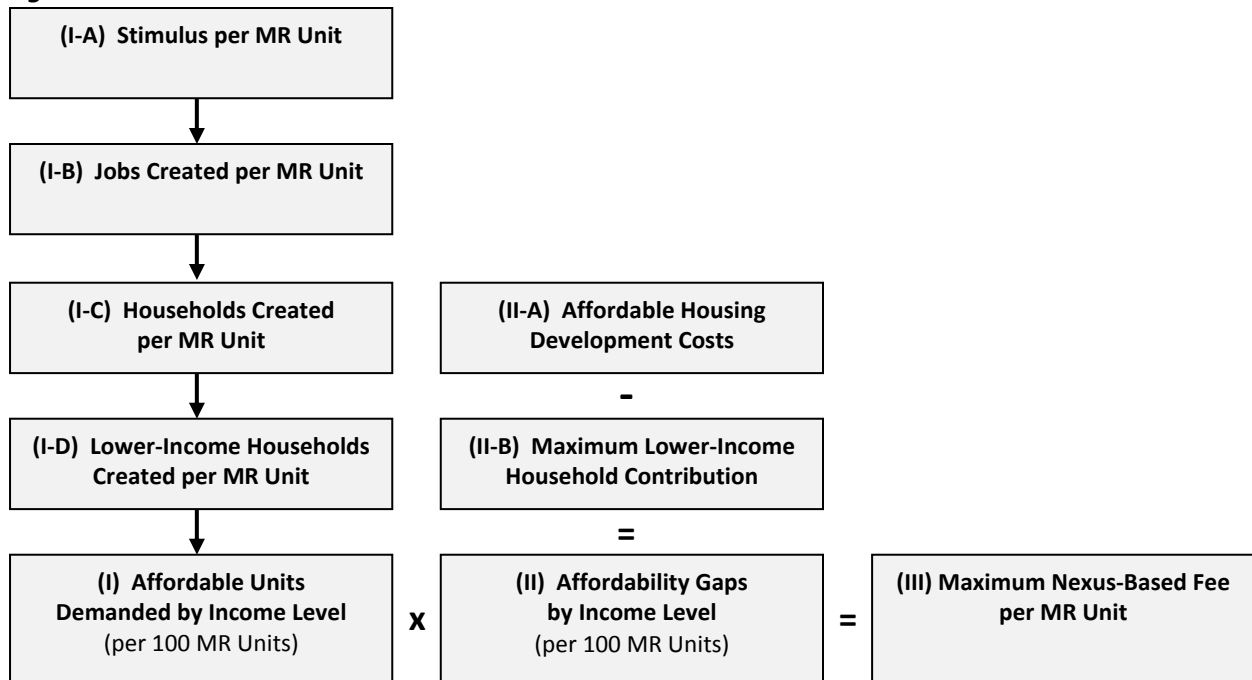 (I-A) Stimulus per MR Unit
(I-B) Jobs Created per MR Unit
(I-C) Households Created
per MR Unit
(II-A) Affordable Housing
Development Costs
-
(I-D) Lower-Income Households
Created per MR Unit
(II-B) Maximum Lower-Income
Household Contribution
=
(I) Affordable Units
Demanded by Income Level
(per 100 MR Units)
x
(II) Affordability Gaps
by Income Level
(per 100 MR Units)
=
(III) Maximum Nexus-Based Fee
per MR Unit